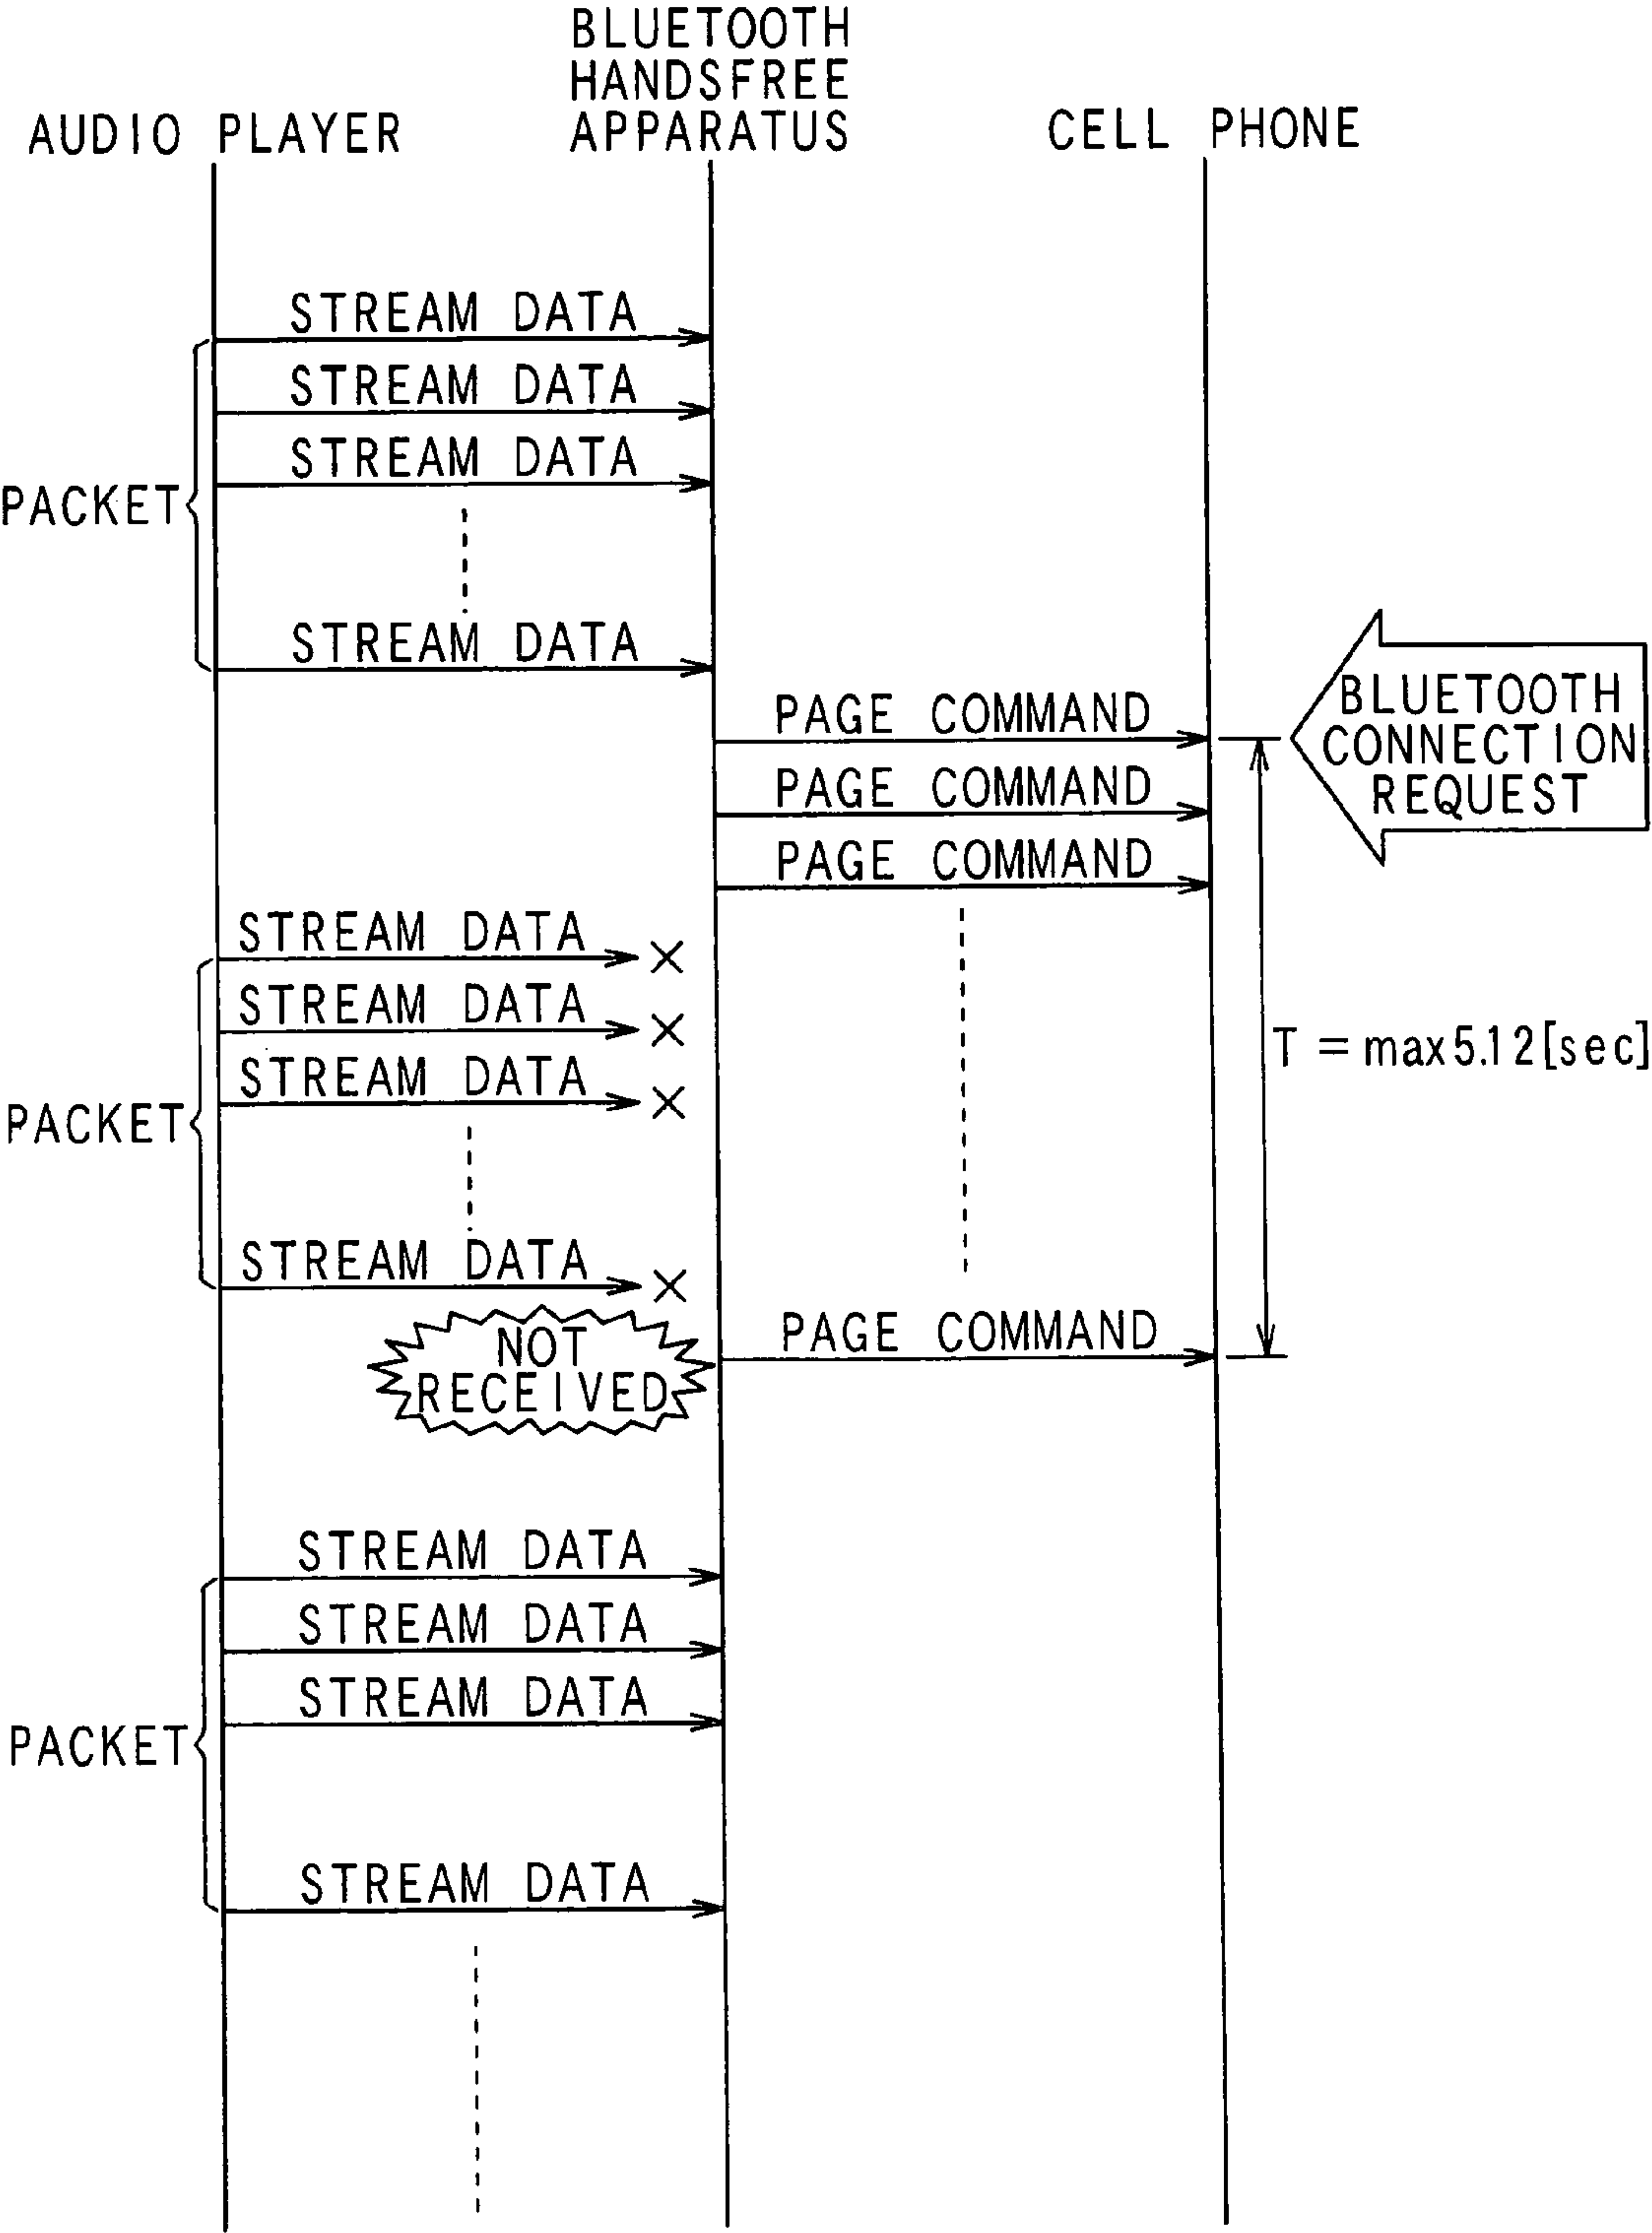 BLUETOOTH
HANDSFREE
APPARATUS
AUDIO PLAYER
CELL PHONE
STREAM DATA
STREAM DATA
STREAM DATA
PACKET
STREAM DATA
PAGE COMMAND
BLUETOOTH
CONNECTION
REQUEST
PAGE COMMAND
PAGE COMMAND
STREAM DATA ×
STREAM DATA ×
T = max5.12[sec]
STREAM DATA ×
PACKET
STREAM DATA ×
PAGE COMMAND
NOT
RECEIVED
STREAM DATA
STREAM DATA
STREAM DATA
PACKET
STREAM DATA